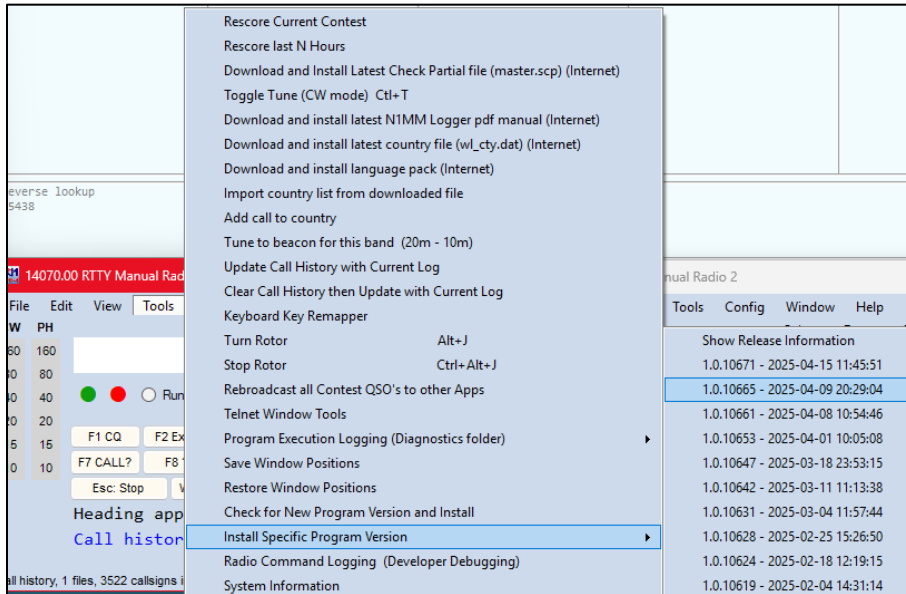 Rescore Current Contest
Rescore last N Hours
Download and Install Latest Check Partial file (master.scp) (Internet)
Toggle Tune (CW mode)  Ctl+T
Download and install latest N1MM Logger pdf manual (Internet)
Download and install latest country file (wl_cty.dat) (Internet)
Download and install language pack (Internet)
Import country list from downloaded file
Add call to country
Tune to beacon for this band  (20m - 10m)
Update Call History with Current Log
Clear Call History then Update with Current Log
Keyboard Key Remapper
Turn Rotor Alt+J
Stop Rotor Ctrl+Alt+J
Rebroadcast all Contest QSO's to other Apps
Telnet Window Tools
Program Execution Logging (Diagnostics folder)
Save Window Positions
Restore Window Positions
Check for New Program Version and Install
Install Specific Program Version
Radio Command Logging  (Developer Debugging)
System Information
everse lookup
5438
14070.00 RTTY Manual Rad
File Edit View Tools
W PH
60 160
80 80
40 40
20 20
15 15
10 10
Run
F1 CQ F2 Ex
F7 CALL? F8
Esc: Stop W
Heading app
Call histor
all history, 1 files, 3522 callsigns i
nual Radio 2
Tools Config Window Help
Show Release Information
1.0.10671 - 2025-04-15 11:45:51
1.0.10665 - 2025-04-09 20:29:04
1.0.10661 - 2025-04-08 10:54:46
1.0.10653 - 2025-04-01 10:05:08
1.0.10647 - 2025-03-18 23:53:15
1.0.10642 - 2025-03-11 11:13:38
1.0.10631 - 2025-03-04 11:57:44
1.0.10628 - 2025-02-25 15:26:50
1.0.10624 - 2025-02-18 12:19:15
1.0.10619 - 2025-02-04 14:31:14